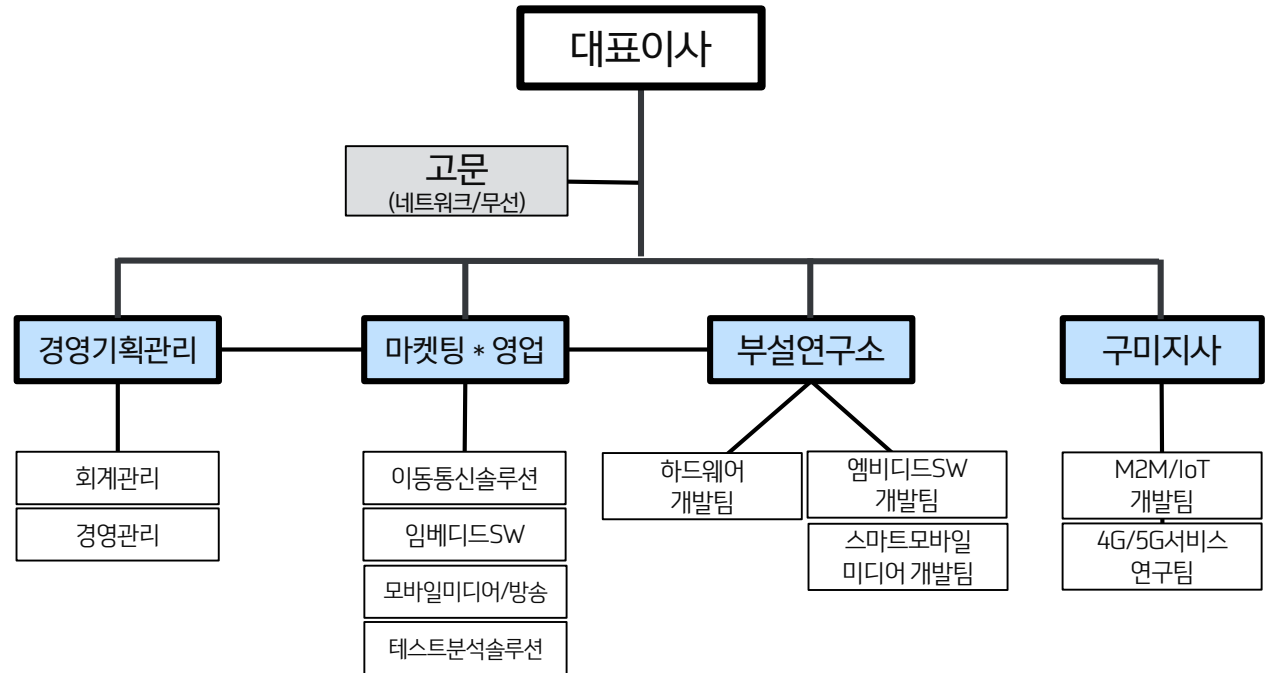 대표이사
고문
(네트워크/무선)
경영기획관리
마켓팅 * 영업
부설연구소
구미지사
회계관리
경영관리
이동통신솔루션
임베디드SW
모바일미디어/방송
테스트분석솔루션
하드웨어
개발팀
엠비디드SW
개발팀
스마트모바일
미디어 개발팀
M2M/IoT
개발팀
4G/5G서비스
연구팀